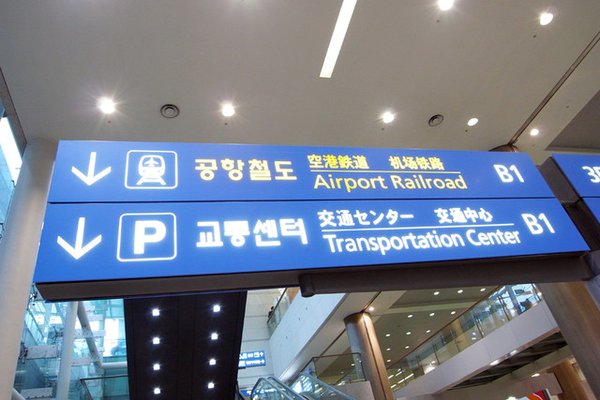 공항철도 空港鉄道 机场铁路 B1
Airport Railroad
P 교통센터 交通センター 交通中心 B1
Transportation Center
3